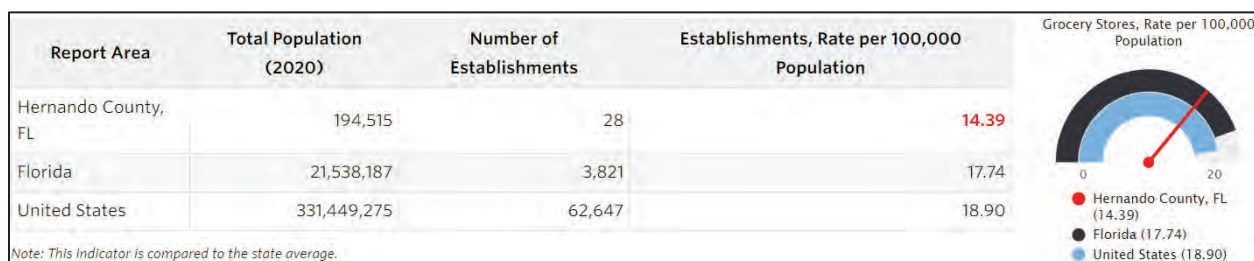 Report Area
Total Population
(2020)
Number of
Establishments
Establishments, Rate per 100,000
Population
Hernando County,
FL
194,515
28
14.39
Florida
21,538,187
3,821
17.74
United States
331,449,275
62,647
18.90
Note: This indicator is compared to the state average.
Grocery Stores, Rate per 100,000
Population
0
20
Hernando County, FL
(14.39)
Florida (17.74)
United States (18.90)